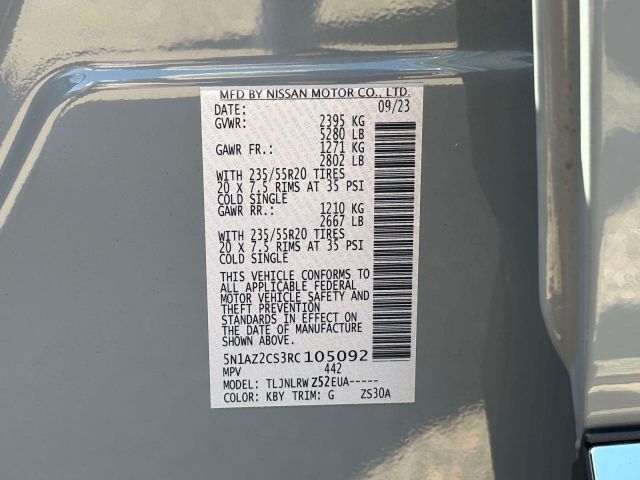 MFD BY NISSAN MOTOR CO., LTD.
DATE: 09/23
GVWR: 2395 KG
5280 LB
GAWR FR.: 1271 KG
2802 LB
WITH 235/55R20 TIRES
20 X 7.5 RIMS AT 35 PSI
COLD SINGLE
GAWR RR.: 1210 KG
2667 LB
WITH 235/55R20 TIRES
20 X 7.5 RIMS AT 35 PSI
COLD SINGLE
THIS VEHICLE CONFORMS TO
ALL APPLICABLE FEDERAL
MOTOR VEHICLE SAFETY AND
THEFT PREVENTION
STANDARDS IN EFFECT ON
THE DATE OF MANUFACTURE
SHOWN ABOVE.
5N1AZ2CS3RC105092
MPV 442
MODEL: TLJNLRWZ52EUA-----
COLOR: KBY TRIM: G ZS30A